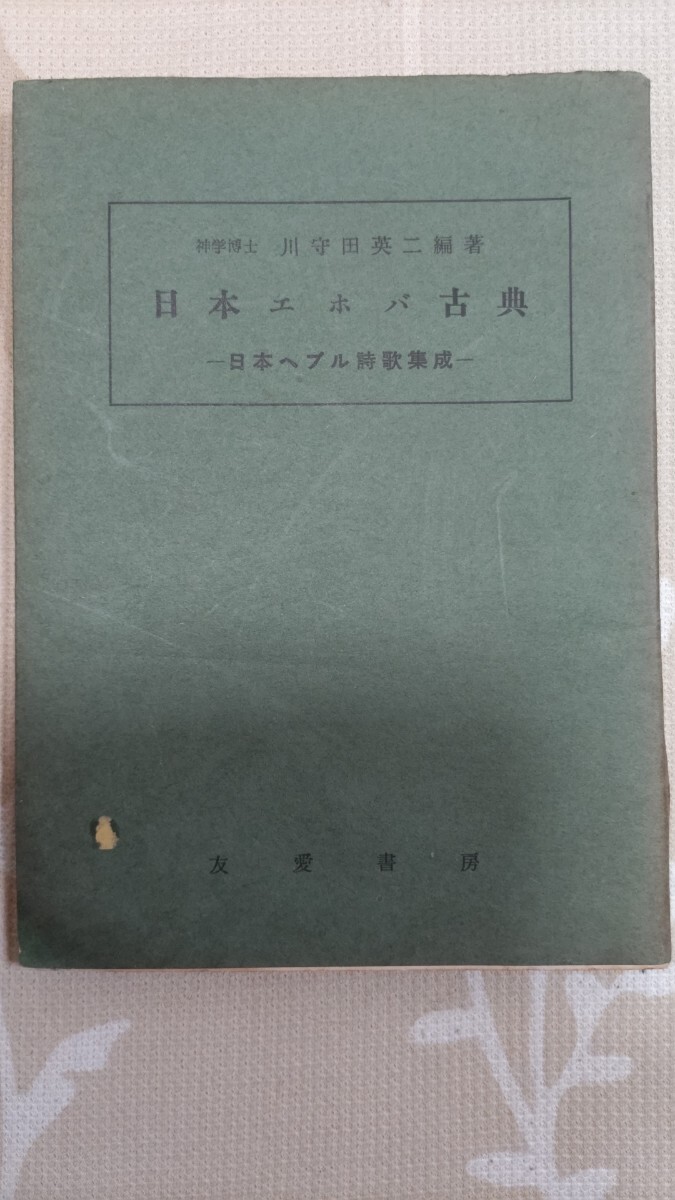 神学博士 川守田英二編著
日本エホバ古典
―日本ヘブル詩歌集成―
友愛書房